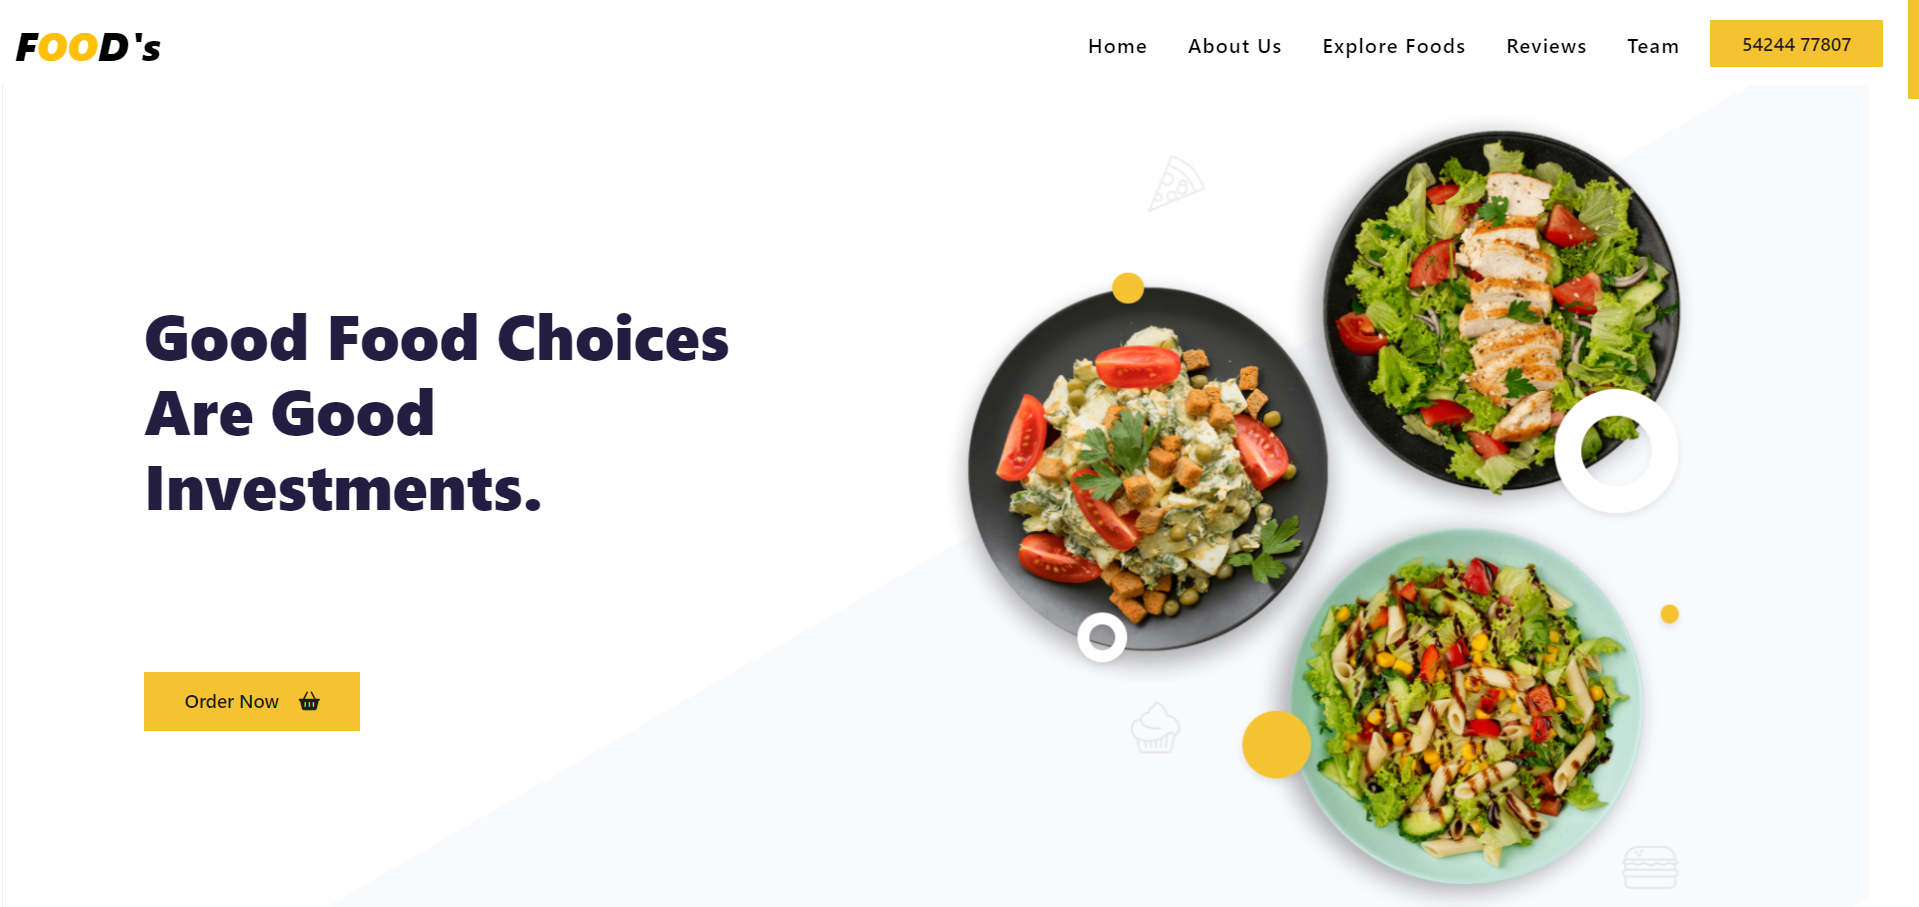 FOOD's
Home About Us Explore Foods Reviews Team 54244 77807
Good Food Choices
Are Good
Investments.
Order Now